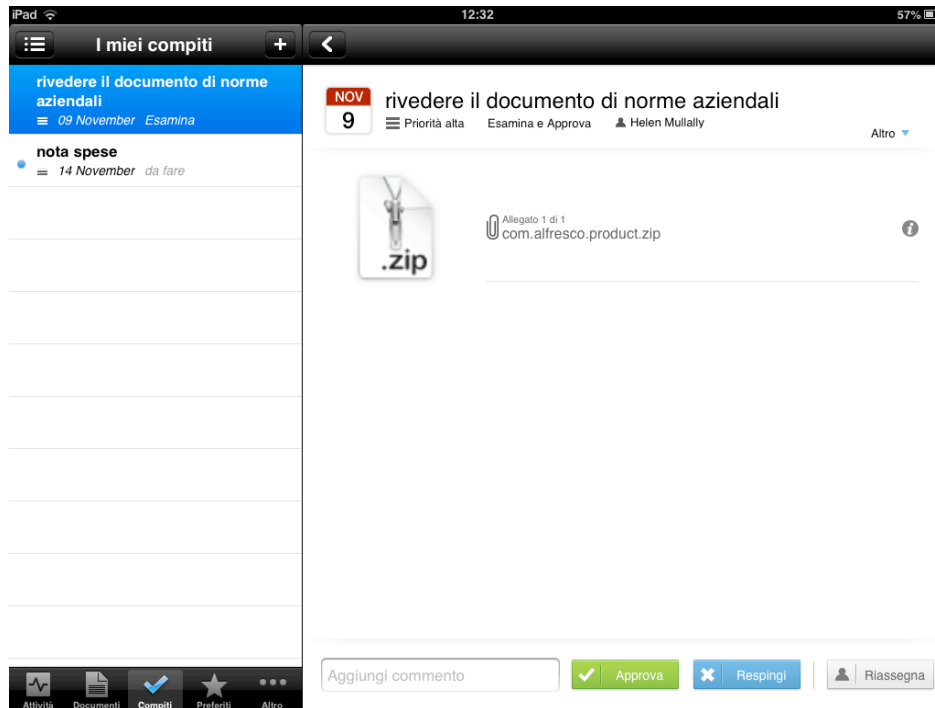 iPad 12:32 57%
I miei compiti +
rivedere il documento di norme
aziendali
09 November Esamina
nota spese
14 November da fare
NOV
9
rivedere il documento di norme aziendali
Priorità alta Esamina e Approva Helen Mullally
Altro
.zip
Allegato 1 di 1
com.alfresco.product.zip
i
Aggiungi commento Approva Respingi Riassegna
Attività Documenti Compiti Preferiti Altro